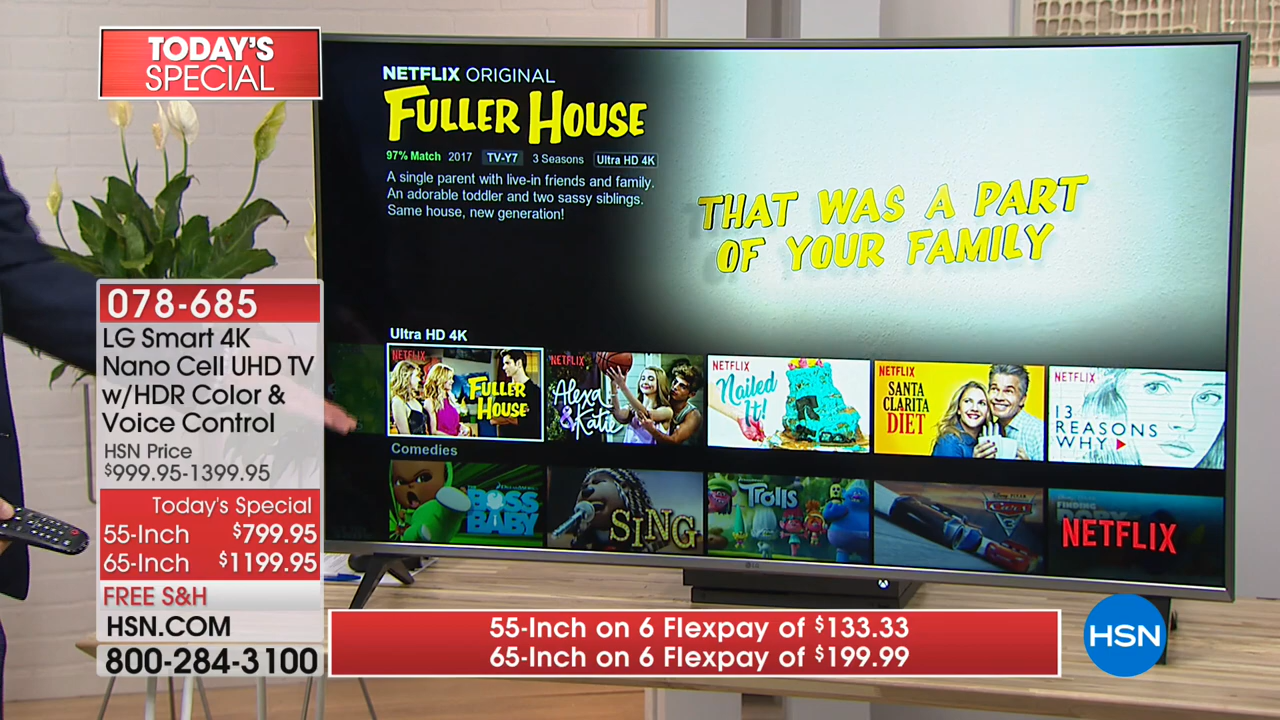 TODAY'S
SPECIAL
NETFLIX ORIGINAL
FULLER HOUSE
97% Match 2017 TV-Y7 3 Seasons Ultra HD 4K
A single parent with live-in friends and family.
An adorable toddler and two sassy siblings.
Same house, new generation!
THAT WAS A PART
OF YOUR FAMILY
Ultra HD 4K
NETFLIX
FULLER
HOUSE
NETFLIX
Alexa
& Katie
NETFLIX
Nailed
It!
NETFLIX
SANTA
CLARITA
DIET
NETFLIX
13
REASONS
WHY
Comedies
THE
BOSS
BABY
SING
TROLLS
3
FINDING
NETFLIX
LG
078-685
LG Smart 4K
Nano Cell UHD TV
w/HDR Color &
Voice Control
HSN Price
$999.95-1399.95
Today's Special
55-Inch $799.95
65-Inch $1199.95
FREE S&H
HSN.COM
800-284-3100
55-Inch on 6 Flexpay of $133.33
65-Inch on 6 Flexpay of $199.99
HSN